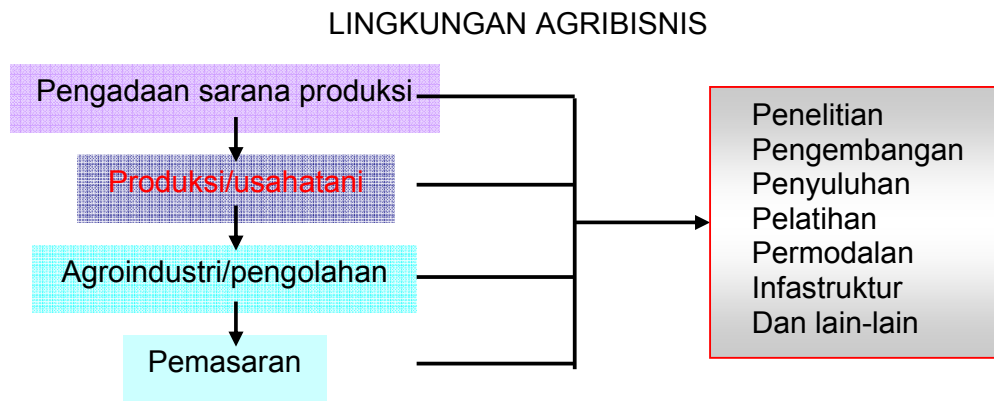 LINGKUNGAN AGRIBISNIS
Pengadaan sarana produksi
Produksi/usahatani
Agroindustri/pengolahan
Pemasaran
Penelitian
Pengembangan
Penyuluhan
Pelatihan
Permodalan
Infastruktur
Dan lain-lain